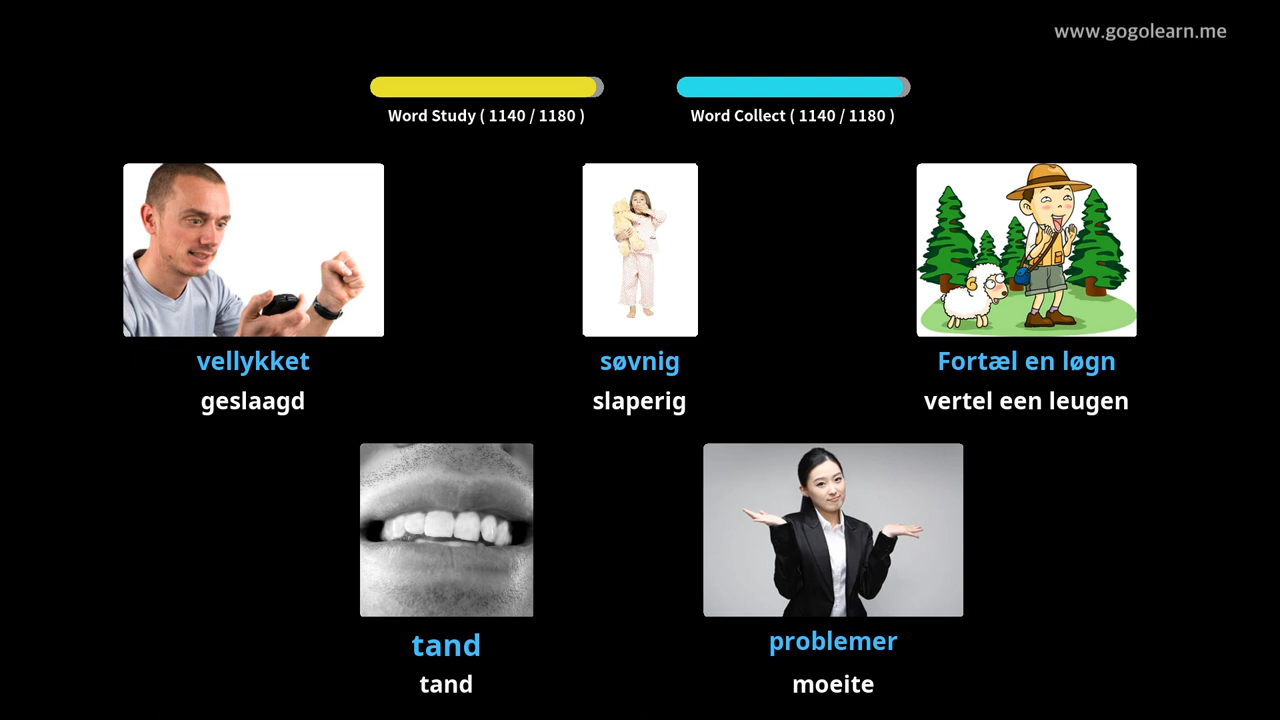 www.gogolearn.me
Word Study ( 1140 / 1180 )
Word Collect ( 1140 / 1180 )
vellykket
geslaagd
søvnig
slaperig
Fortæl en løgn
vertel een leugen
tand
tand
problemer
moeite